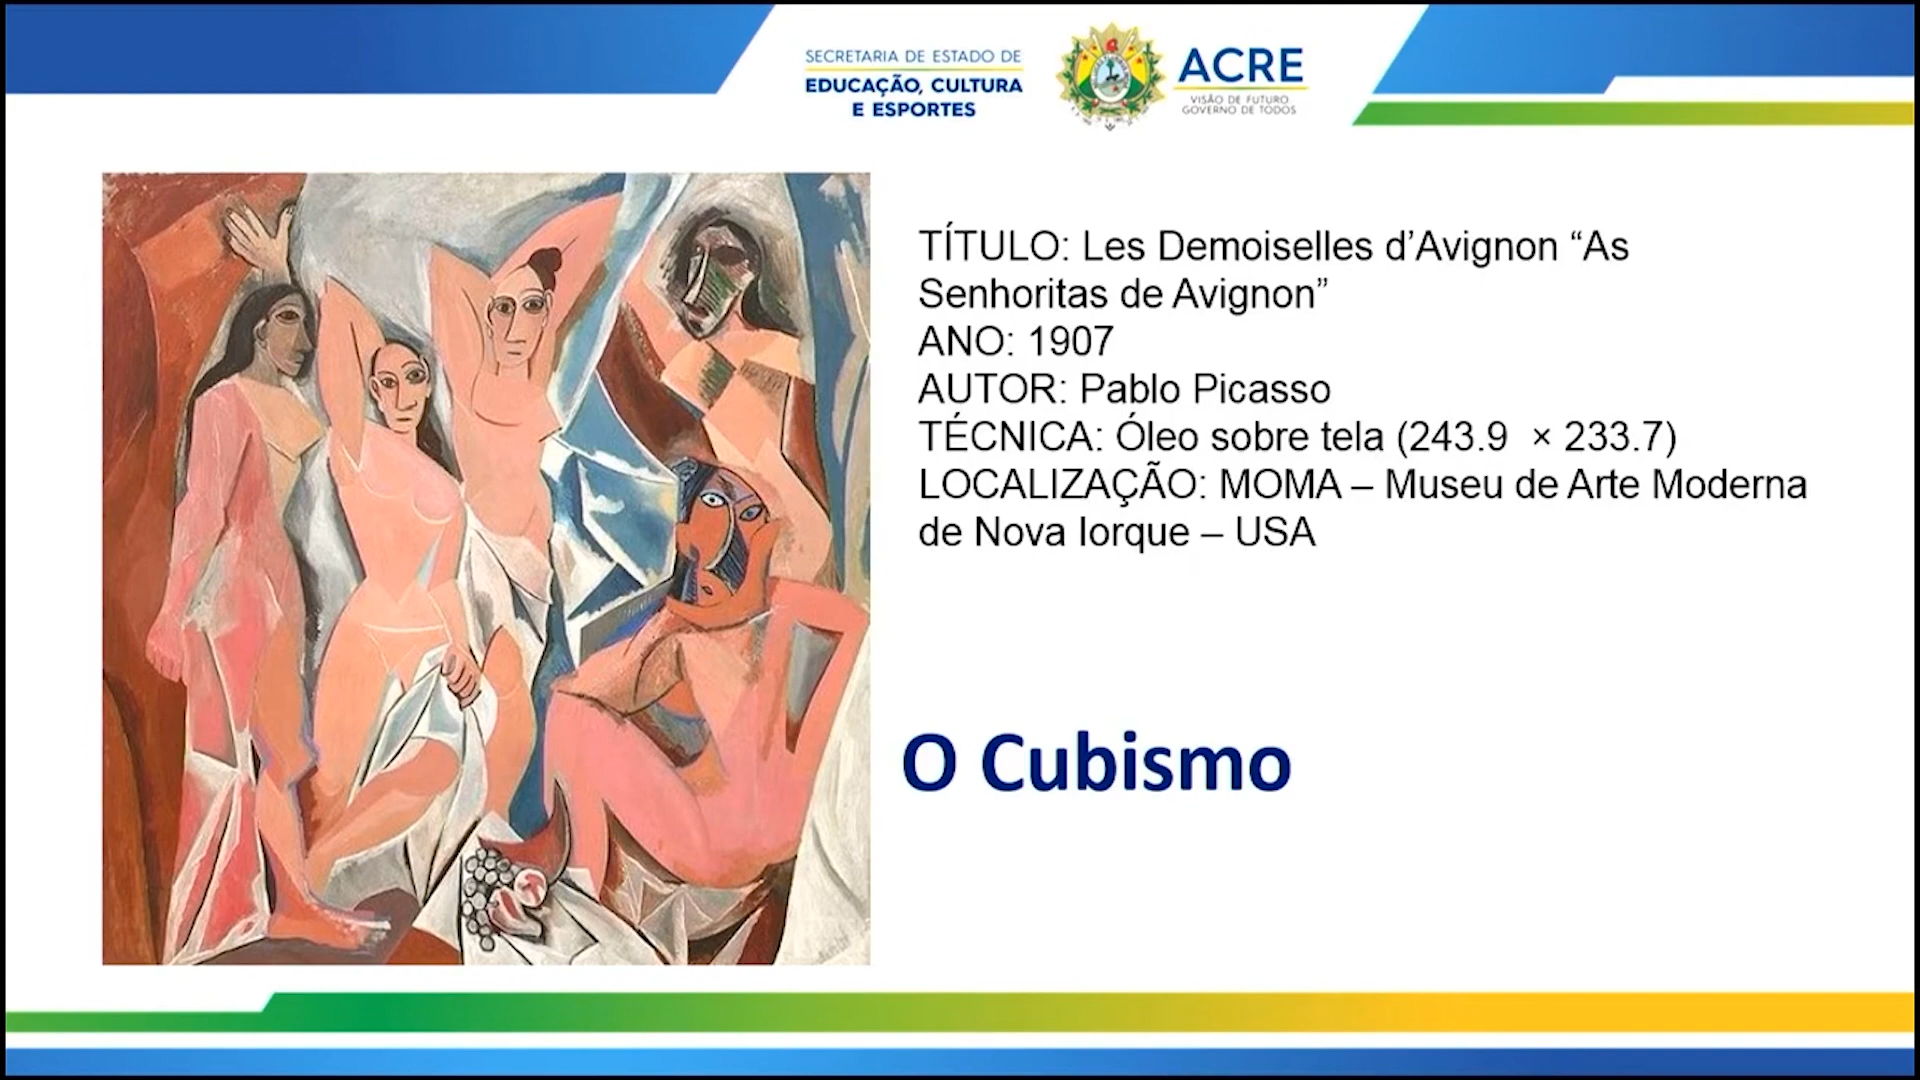 SECRETARIA DE ESTADO DE
EDUCAÇÃO, CULTURA
E ESPORTES
ACRE
VISÃO DE FUTURO
GOVERNO DE TODOS
TÍTULO: Les Demoiselles d’Avignon “As
Senhoritas de Avignon”
ANO: 1907
AUTOR: Pablo Picasso
TÉCNICA: Óleo sobre tela (243.9 × 233.7)
LOCALIZAÇÃO: MOMA – Museu de Arte Moderna
de Nova Iorque – USA
O Cubismo